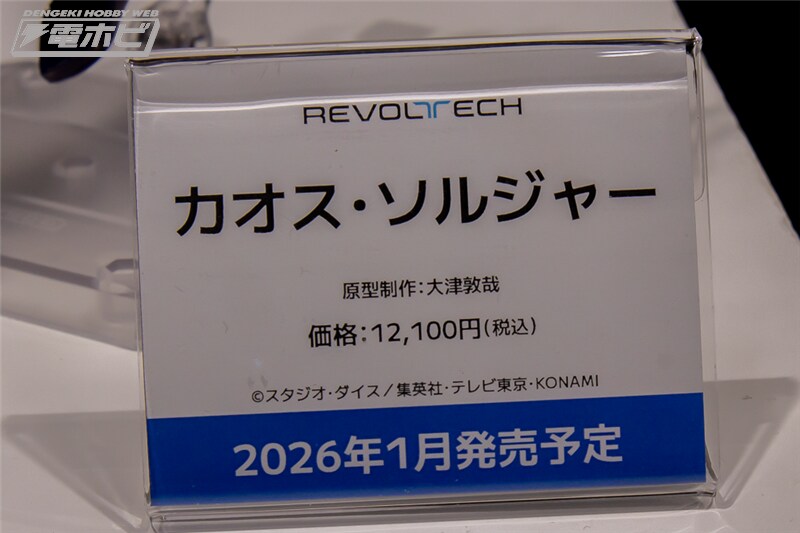 DENGEKI HOBBY WEB
電ホビ
REVOLTECH
カオス・ソルジャー
原型制作：大津敦哉
価格：12,100円(税込)
©スタジオ・ダイス／集英社・テレビ東京・KONAMI
2026年1月発売予定